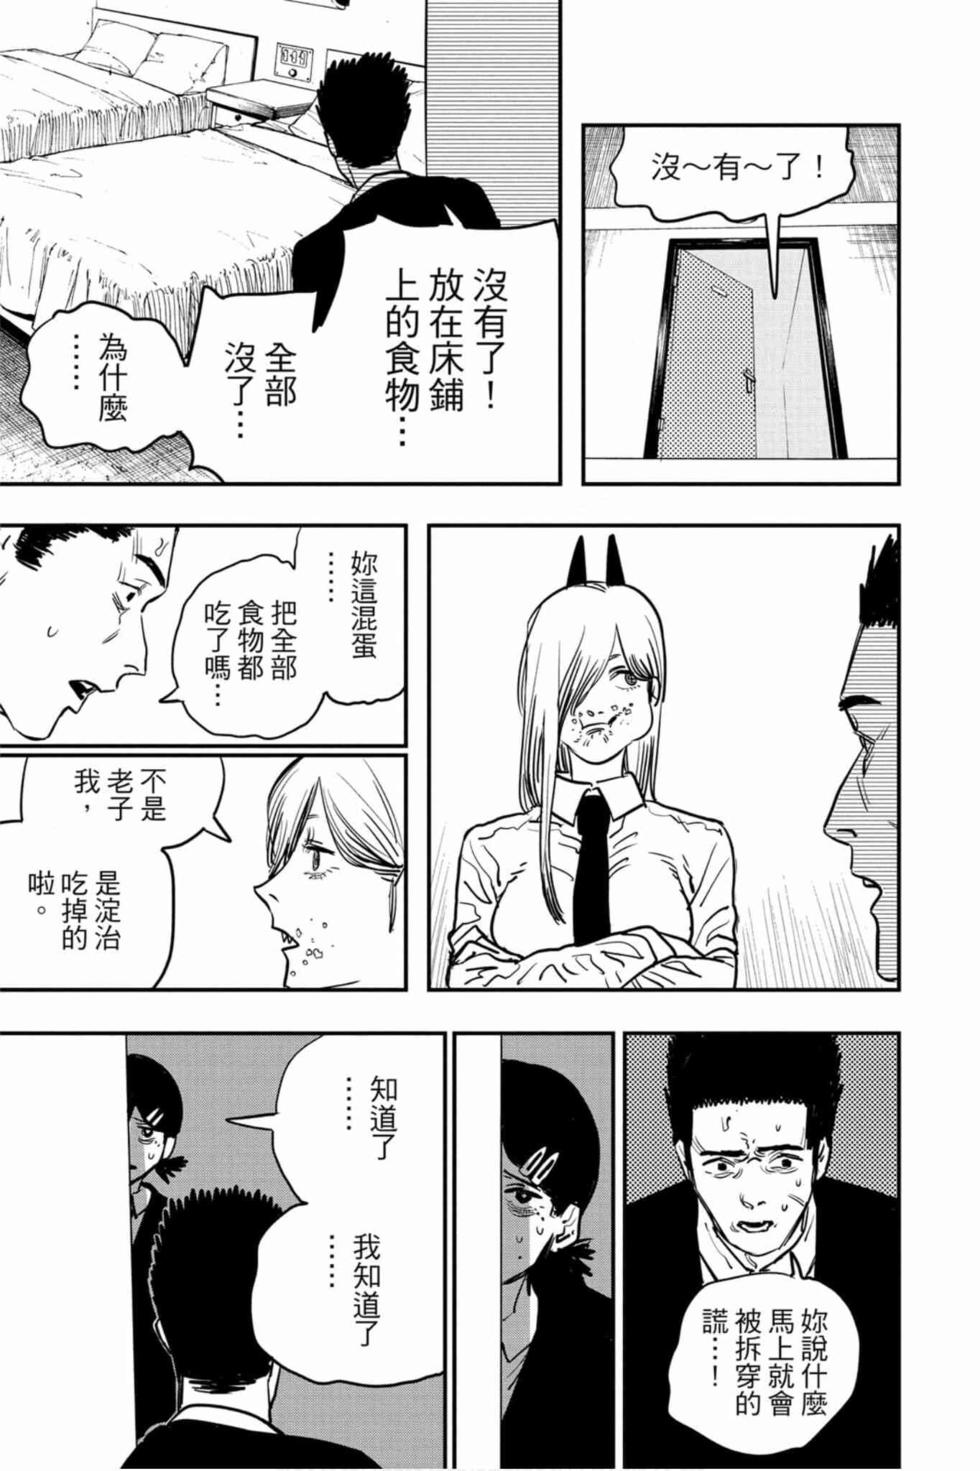 沒～有～了！
沒有了！
放在床鋪
上的食物…
全部
沒了…
為什麼
……
妳這混蛋
……
把全部
食物都
吃了嗎…
不是
老子
我，
是淀治
吃掉的
啦。
妳說什麼
馬上就會
被拆穿的
謊…！
知道了
……
我知道了
……